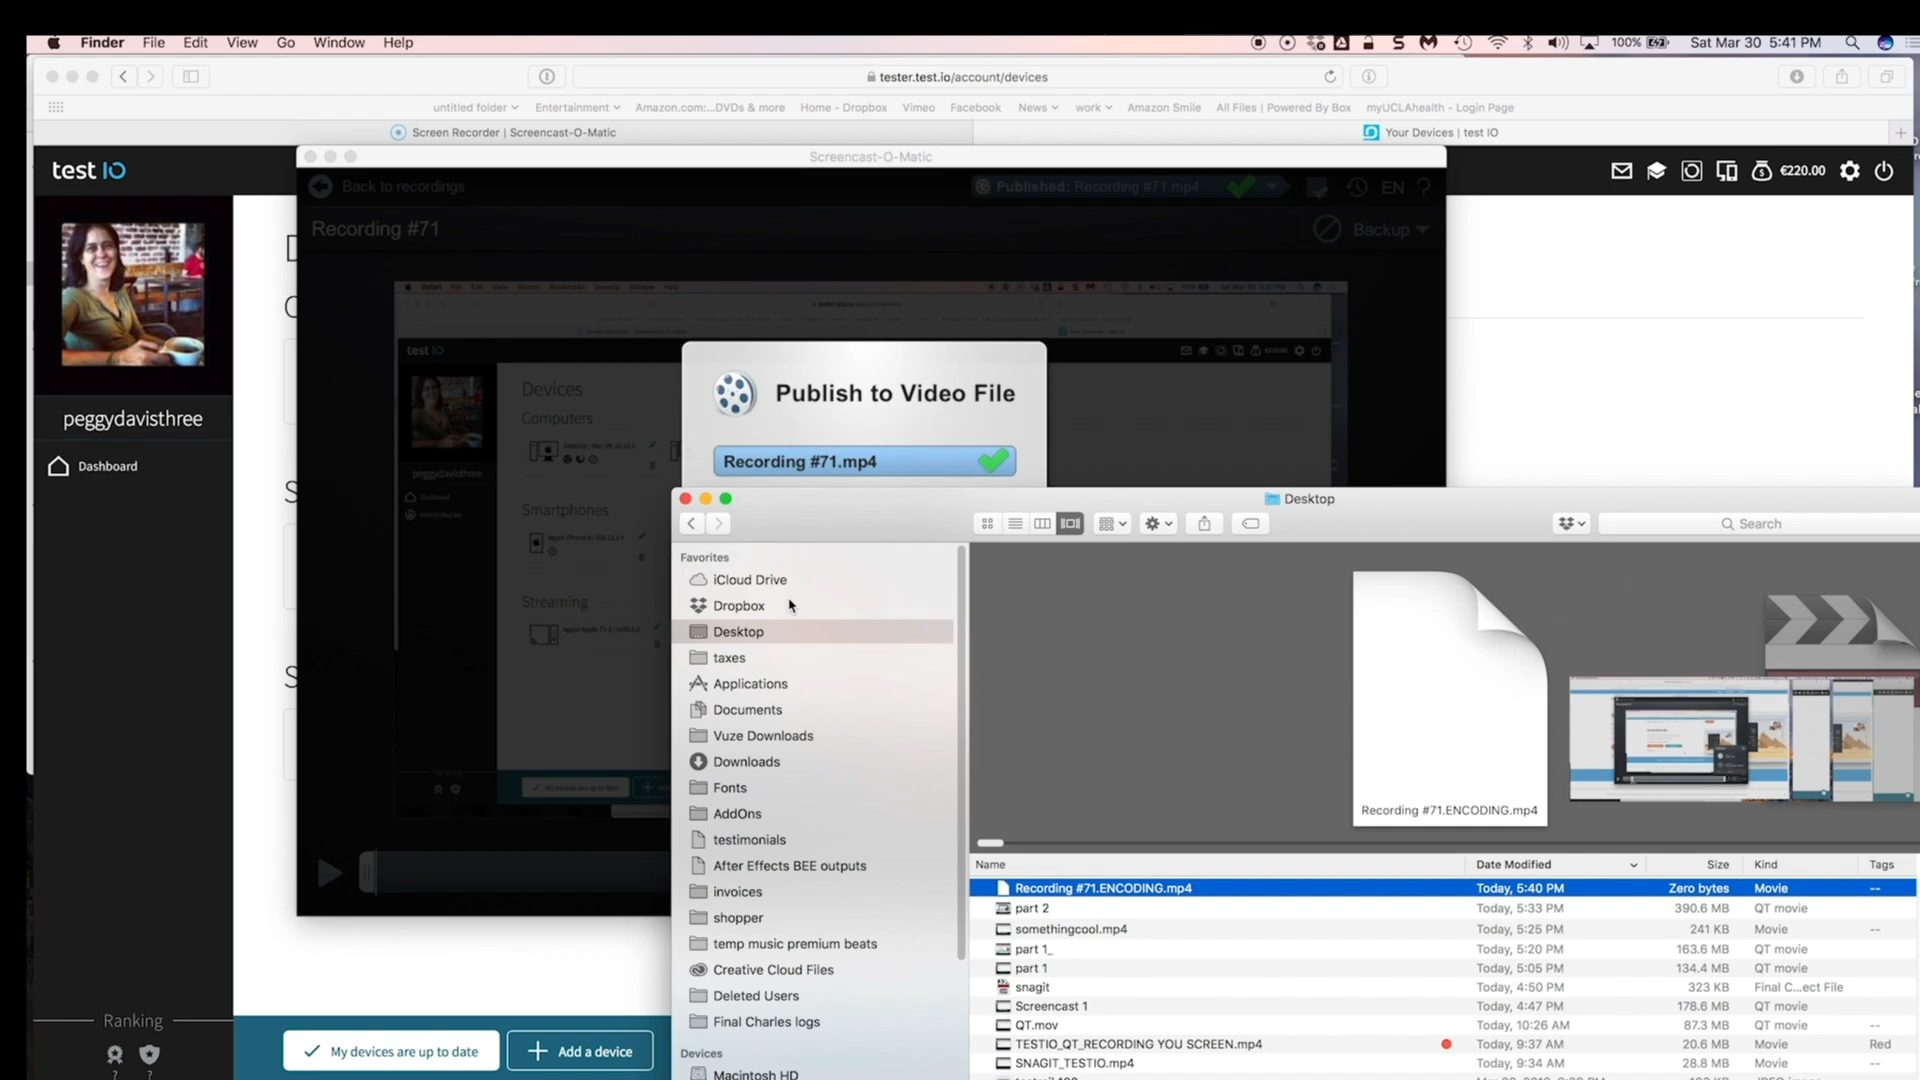 Finder File Edit View Go Window Help
100% Sat Mar 30 5:41 PM
tester.test.io/account/devices
untitled folder Entertainment Amazon.com:...DVDs & more Home - Dropbox Vimeo Facebook News work Amazon Smile All Files | Powered By Box myUCLAhealth - Login Page
Screen Recorder | Screencast-O-Matic
Your Devices | test IO
test IO
Screencast-O-Matic
€220.00
Back to recordings
Published: Recording #71.mp4
EN ?
Recording #71
Backup
test IO
Devices
Computers
peggydavisthree
Smartphones
Streaming
peggydavisthree
Dashboard
Publish to Video File
Recording #71.mp4
Desktop
Search
Favorites
iCloud Drive
Dropbox
Desktop
taxes
Applications
Documents
Vuze Downloads
Downloads
Fonts
AddOns
testimonials
After Effects BEE outputs
invoices
shopper
temp music premium beats
Creative Cloud Files
Deleted Users
Final Charles logs
Devices
Macintosh HD
Recording #71.ENCODING.mp4
Name Date Modified Size Kind Tags
Recording #71.ENCODING.mp4 Today, 5:40 PM Zero bytes Movie --
part 2 Today, 5:33 PM 390.6 MB QT movie
somethingcool.mp4 Today, 5:25 PM 241 KB Movie --
part 1_ Today, 5:20 PM 163.6 MB QT movie
part 1 Today, 5:05 PM 134.4 MB QT movie
snagit Today, 4:50 PM 323 KB Final C...ect File
Screencast 1 Today, 4:47 PM 178.6 MB QT movie
QT.mov Today, 10:26 AM 87.3 MB QT movie --
TESTIO_QT_RECORDING YOU SCREEN.mp4 Today, 9:37 AM 20.6 MB Movie Red
SNAGIT_TESTIO.mp4 Today, 9:34 AM 28.8 MB Movie --
Ranking
? ?
My devices are up to date
Add a device